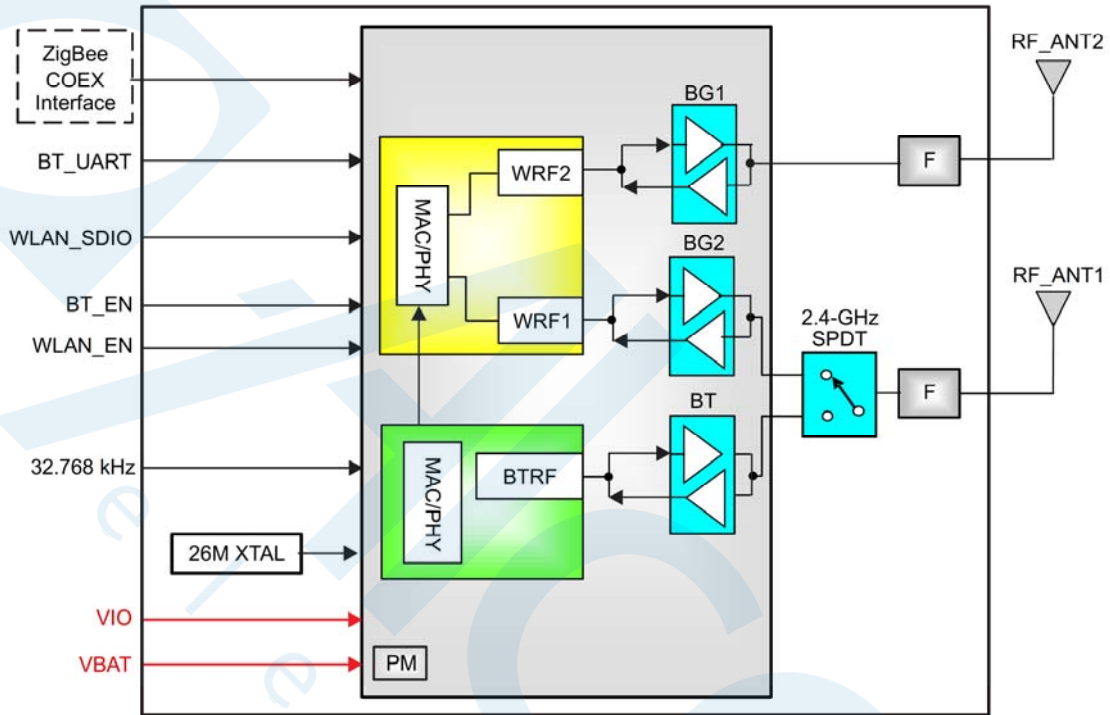 ZigBee
COEX
Interface
BT_UART
WLAN_SDIO
BT_EN
WLAN_EN
32.768 kHz
26M XTAL
VIO
VBAT
PM
MAC/PHY
WRF2
WRF1
MAC/PHY
BTRF
BG1
BG2
BT
2.4-GHz
SPDT
F
F
RF_ANT2
RF_ANT1
e
e